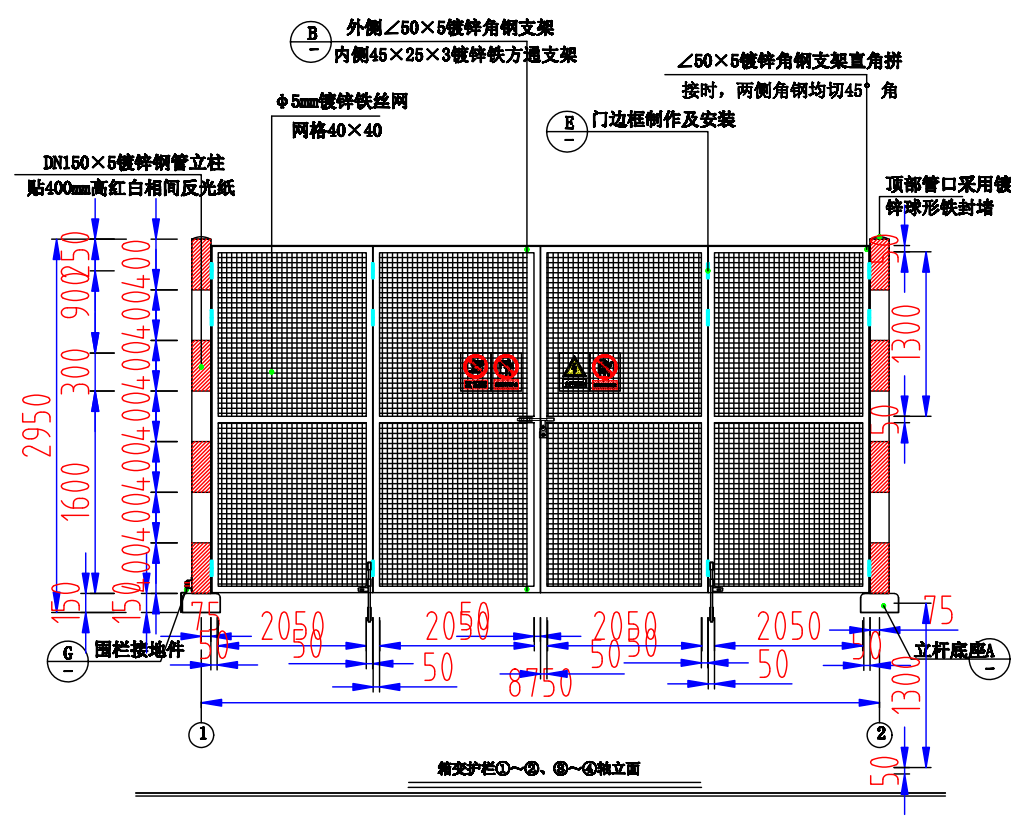 B
-
外侧∠50×5镀锌角钢支架
内侧45×25×3镀锌铁方通支架
∠50×5镀锌角钢支架直角拼
接时，两侧角钢均切45°角
φ5mm镀锌铁丝网
网格40×40
E
-
门边框制作及安装
DN150×5镀锌钢管立柱
贴400mm高红白相间反光纸
顶部管口采用镀
锌球形铁封堵
250
900
300
1600
2950
150
150
400
400
400
400
400
400
400
50
1300
50
1300
50
75
50
2050
50
50
2050
50
50
50
2050
50
50
2050
50
75
8750
G
-
围栏接地件
立杆底座A
-
1
2
箱变护栏①～②、③～④轴立面